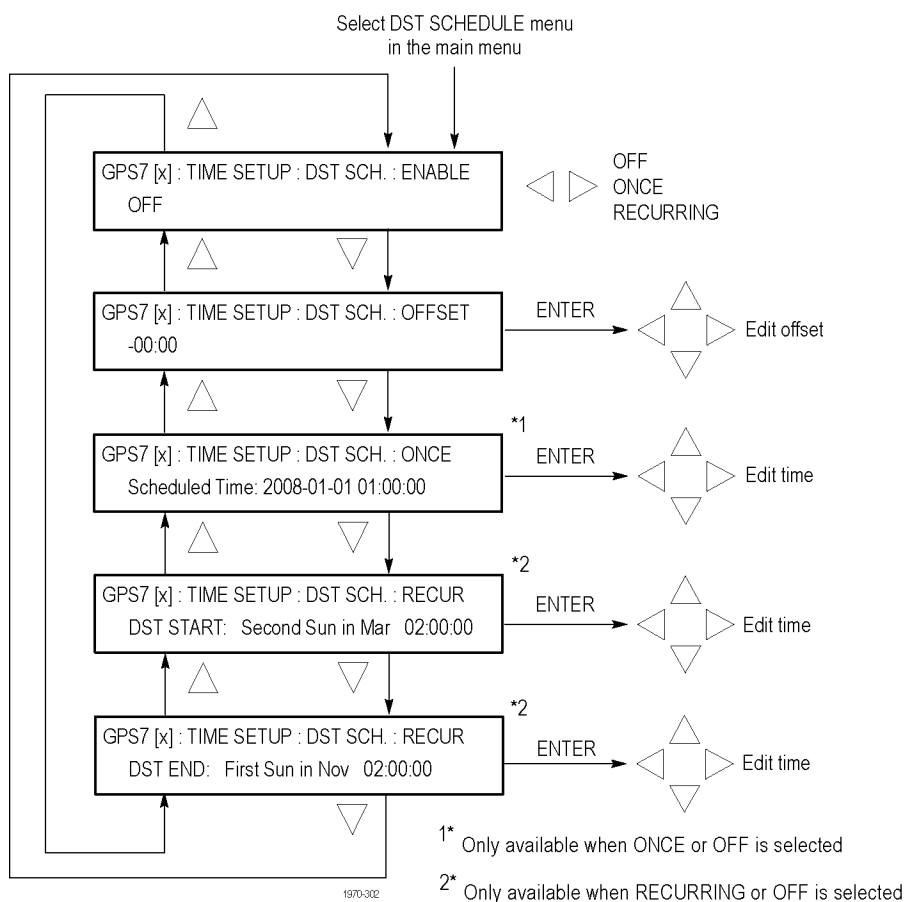 Select DST SCHEDULE menu
in the main menu
GPS7 [x] : TIME SETUP : DST SCH. : ENABLE
OFF
OFF
ONCE
RECURRING
GPS7 [x] : TIME SETUP : DST SCH. : OFFSET
-00:00
ENTER
Edit offset
*1
GPS7 [x] : TIME SETUP : DST SCH. : ONCE
Scheduled Time: 2008-01-01 01:00:00
ENTER
Edit time
*2
GPS7 [x] : TIME SETUP : DST SCH. : RECUR
DST START: Second Sun in Mar 02:00:00
ENTER
Edit time
*2
GPS7 [x] : TIME SETUP : DST SCH. : RECUR
DST END: First Sun in Nov 02:00:00
ENTER
Edit time
1* Only available when ONCE or OFF is selected
2* Only available when RECURRING or OFF is selected
1970-302